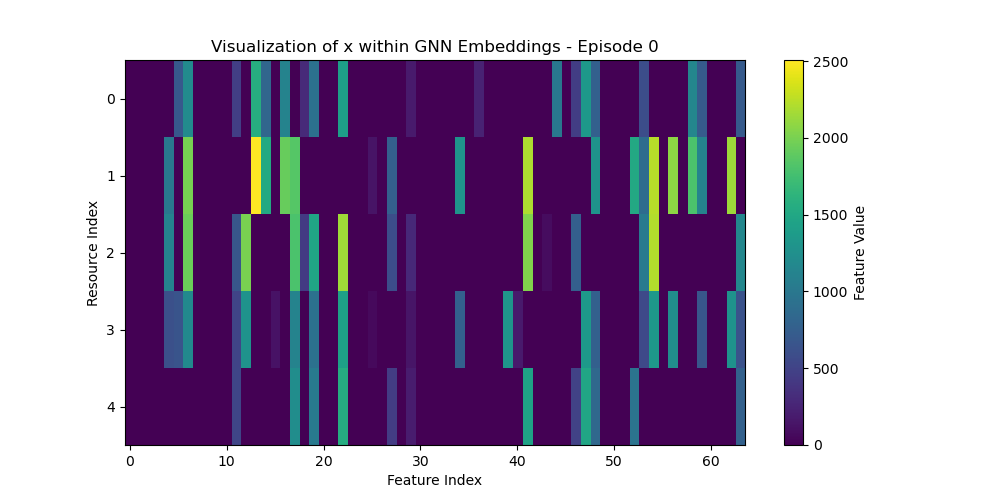 Visualization of x within GNN Embeddings - Episode 0
Resource Index
0
1
2
3
4
0 10 20 30 40 50 60
Feature Index
2500
2000
1500
1000
500
0
Feature Value